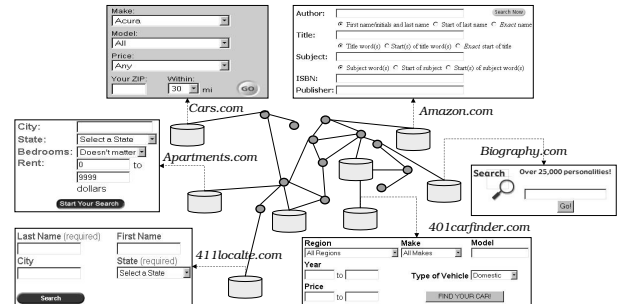 Make:
Acura
Model:
All
Price:
Any
Your ZIP: Within:
30 mi GO
Cars.com
Author: Search Now
First name/initials and last name Start of last name Exact name
Title:
Title word(s) Start(s) of title word(s) Exact start of title
Subject:
Subject word(s) Start of subject Start(s) of subject word(s)
ISBN:
Publisher:
Amazon.com
City:
State: Select a State
Bedrooms: Doesn't matter
Rent: 0 to
9999
dollars
Start Your Search
Apartments.com
Biography.com
Search Over 25,000 personalities!
Go!
Last Name (required) First Name
City State (required)
Select a State
Search
411localte.com
401carfinder.com
Region Make Model
All Regions All Makes
Year
to Type of Vehicle Domestic
Price
to FIND YOUR CAR!